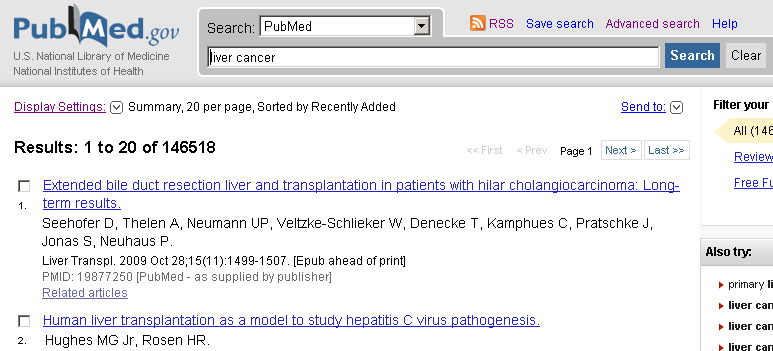 PubMed.gov
U.S. National Library of Medicine
National Institutes of Health
Search: PubMed
RSS Save search Advanced search Help
liver cancer
Search Clear
Display Settings: Summary, 20 per page, Sorted by Recently Added
Send to:
Filter your
Results: 1 to 20 of 146518
<< First < Prev Page 1 Next > Last >>
All (146
Review
Free Fu
Extended bile duct resection liver and transplantation in patients with hilar cholangiocarcinoma: Long-
1. term results.
Seehofer D, Thelen A, Neumann UP, Veltzke-Schlieker W, Denecke T, Kamphues C, Pratschke J,
Jonas S, Neuhaus P.
Liver Transpl. 2009 Oct 28;15(11):1499-1507. [Epub ahead of print]
PMID: 19877250 [PubMed - as supplied by publisher]
Related articles
Also try:
primary li
liver can
liver can
liver can
Human liver transplantation as a model to study hepatitis C virus pathogenesis.
2. Hughes MG Jr, Rosen HR.